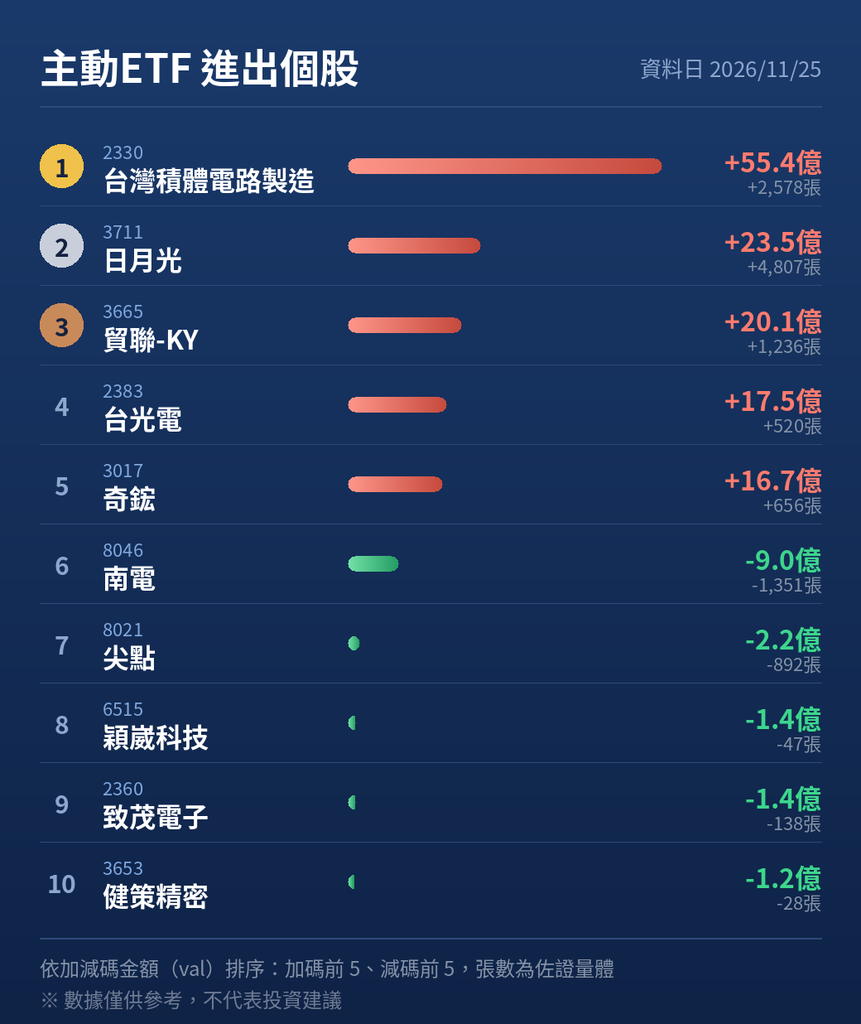 主動ETF 進出個股
資料日 2026/11/25
1
2330
台灣積體電路製造
+55.4億
+2,578張
2
3711
日月光
+23.5億
+4,807張
3
3665
貿聯-KY
+20.1億
+1,236張
4
2383
台光電
+17.5億
+520張
5
3017
奇鋐
+16.7億
+656張
6
8046
南電
-9.0億
-1,351張
7
8021
尖點
-2.2億
-892張
8
6515
穎崴科技
-1.4億
-47張
9
2360
致茂電子
-1.4億
-138張
10
3653
健策精密
-1.2億
-28張
依加減碼金額（val）排序：加碼前 5、減碼前 5，張數為佐證量體
※ 數據僅供參考，不代表投資建議